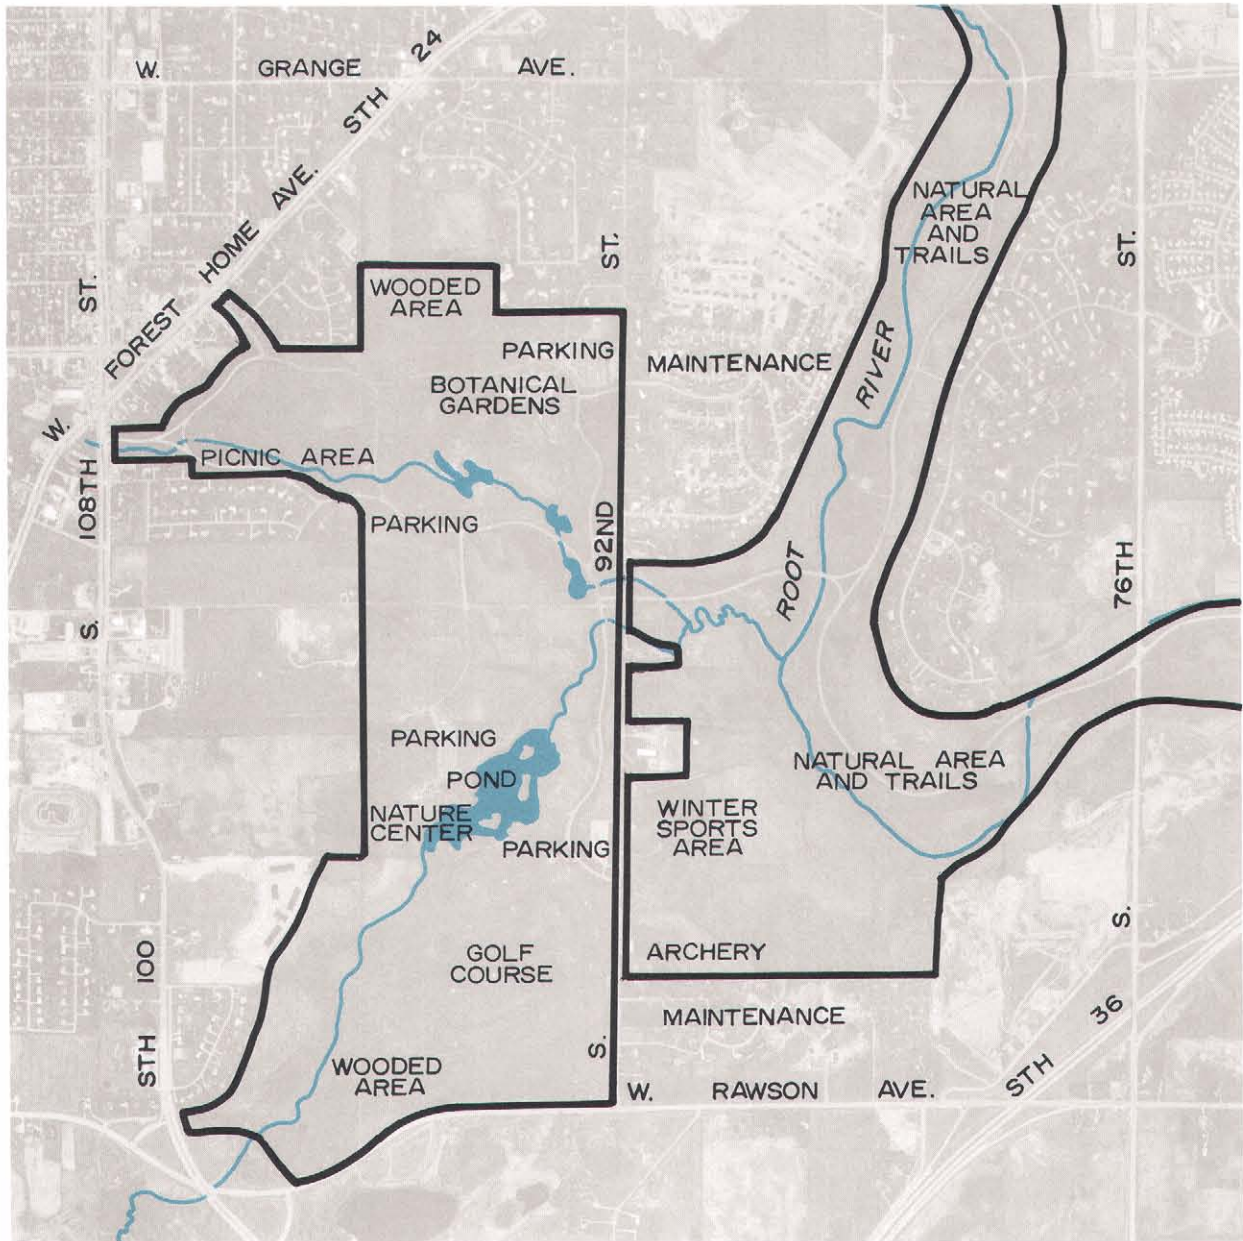 W. GRANGE AVE.
STH 24
W. FOREST HOME AVE.
NATURAL
AREA
AND
TRAILS
S. 108TH ST.
S. 92ND ST.
S. 76TH ST.
WOODED
AREA
PARKING
MAINTENANCE
BOTANICAL
GARDENS
ROOT RIVER
PICNIC AREA
PARKING
PARKING
POND
NATURE
CENTER
PARKING
NATURAL AREA
AND TRAILS
WINTER
SPORTS
AREA
GOLF
COURSE
ARCHERY
STH 100
MAINTENANCE
STH 36
WOODED
AREA
W. RAWSON AVE.